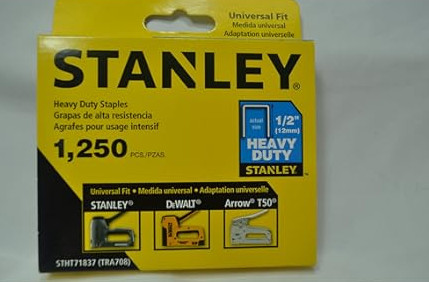 Universal Fit
Medida universal
Adaptation universelle
STANLEY®
Heavy Duty Staples
Grapas de alta resistencia
Agrafes pour usage intensif
1,250 PCS./PZAS.
actual size
1/2"
(12mm)
HEAVY
DUTY
STANLEY
Universal Fit • Medida universal • Adaptation universelle
STANLEY® DeWALT® Arrow® T50®
STHT71837 (TRA708)